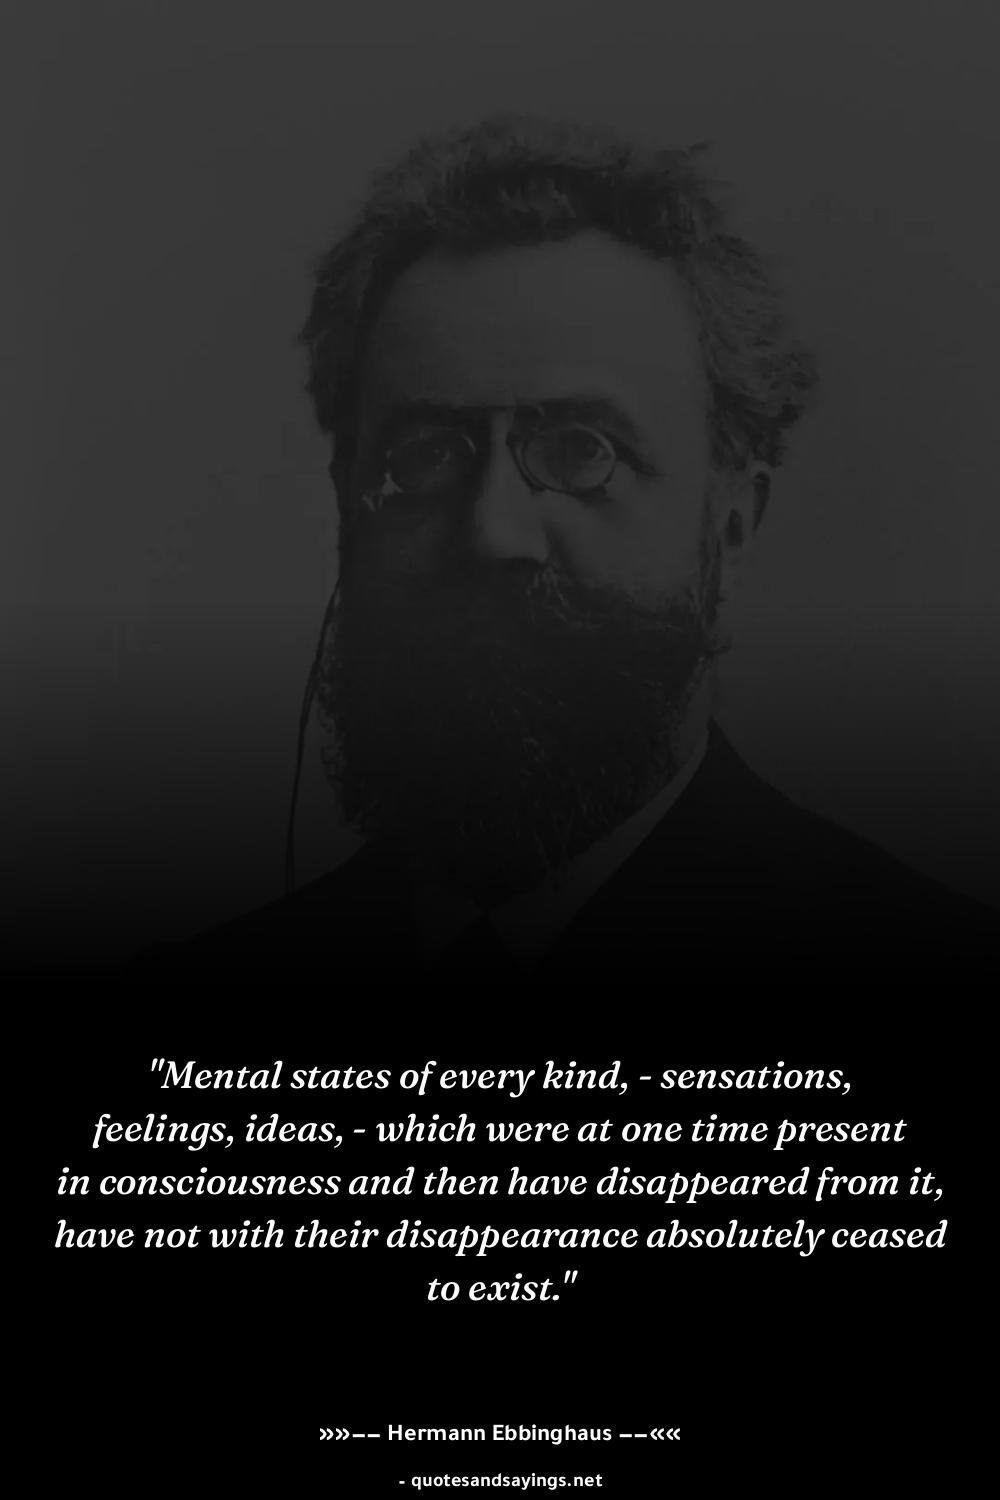 "Mental states of every kind, - sensations,
feelings, ideas, - which were at one time present
in consciousness and then have disappeared from it,
have not with their disappearance absolutely ceased
to exist."
»»–– Hermann Ebbinghaus ––««
- quotesandsayings.net